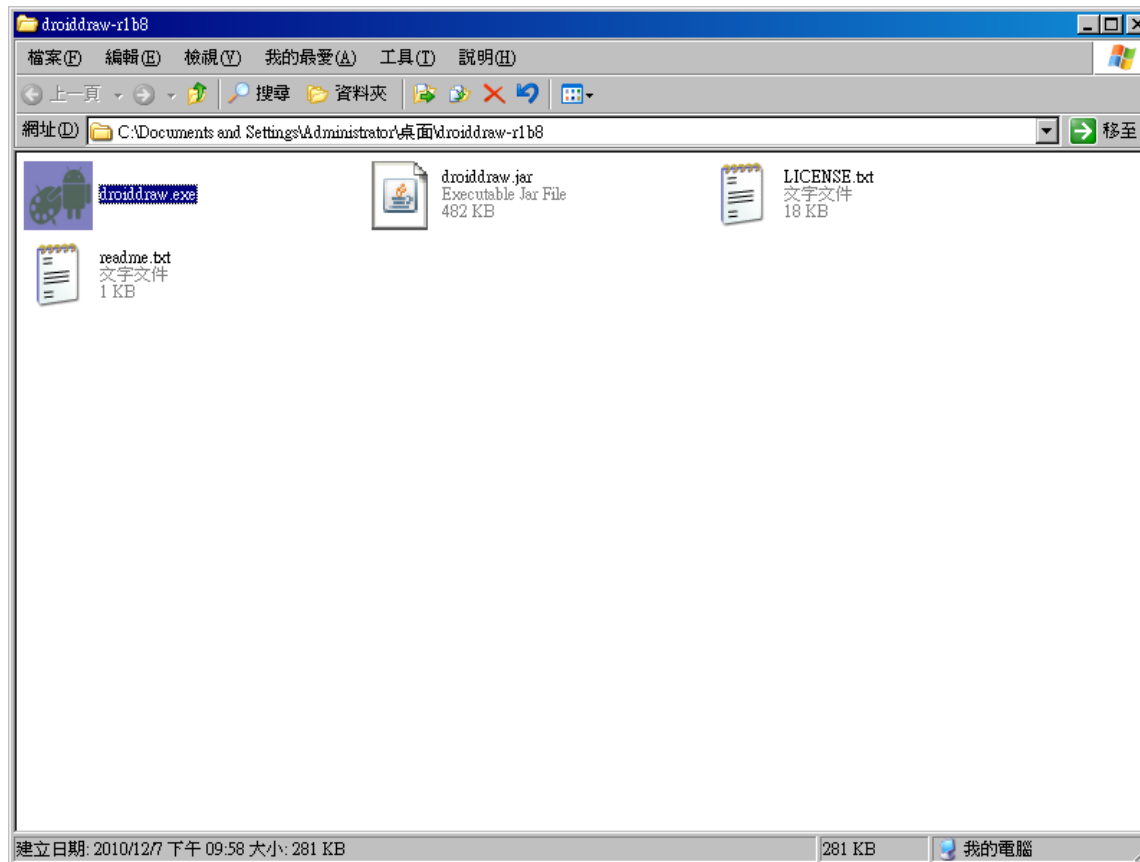 droiddraw-r1b8
檔案(F) 編輯(E) 檢視(V) 我的最愛(A) 工具(T) 說明(H)
上一頁 搜尋 資料夾
網址(D) C:\Documents and Settings\Administrator\桌面\droiddraw-r1b8 移至
droiddraw.exe
droiddraw.jar
Executable Jar File
482 KB
LICENSE.txt
文字文件
18 KB
readme.txt
文字文件
1 KB
建立日期: 2010/12/7 下午 09:58 大小: 281 KB 281 KB 我的電腦